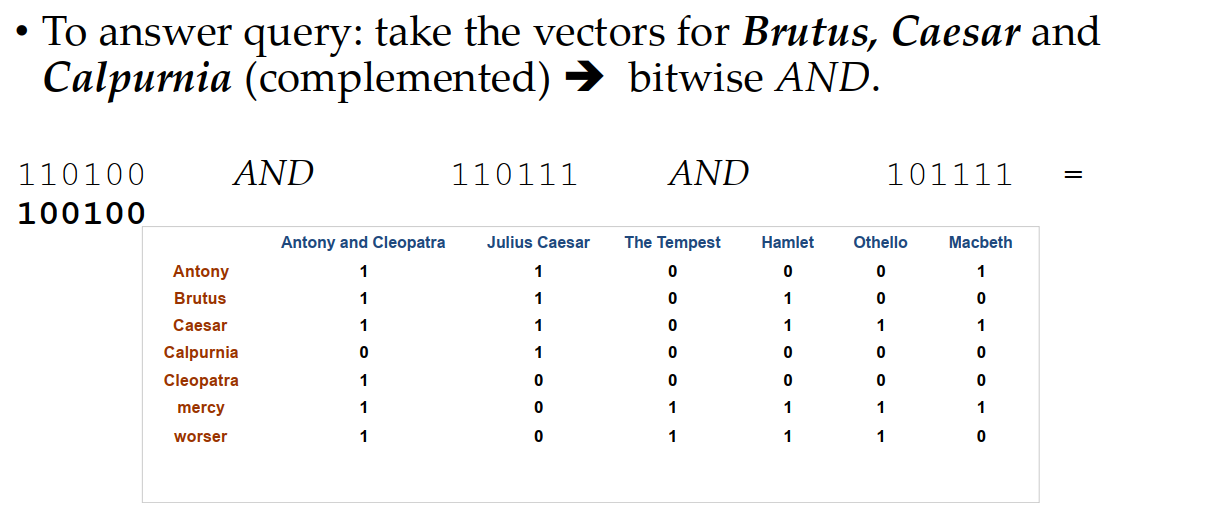 • To answer query: take the vectors for Brutus, Caesar and
Calpurnia (complemented) ➔ bitwise AND.
110100 AND 110111 AND 101111 =
100100
Antony and Cleopatra Julius Caesar The Tempest Hamlet Othello Macbeth
Antony 1 1 0 0 0 1
Brutus 1 1 0 1 0 0
Caesar 1 1 0 1 1 1
Calpurnia 0 1 0 0 0 0
Cleopatra 1 0 0 0 0 0
mercy 1 0 1 1 1 1
worser 1 0 1 1 1 0